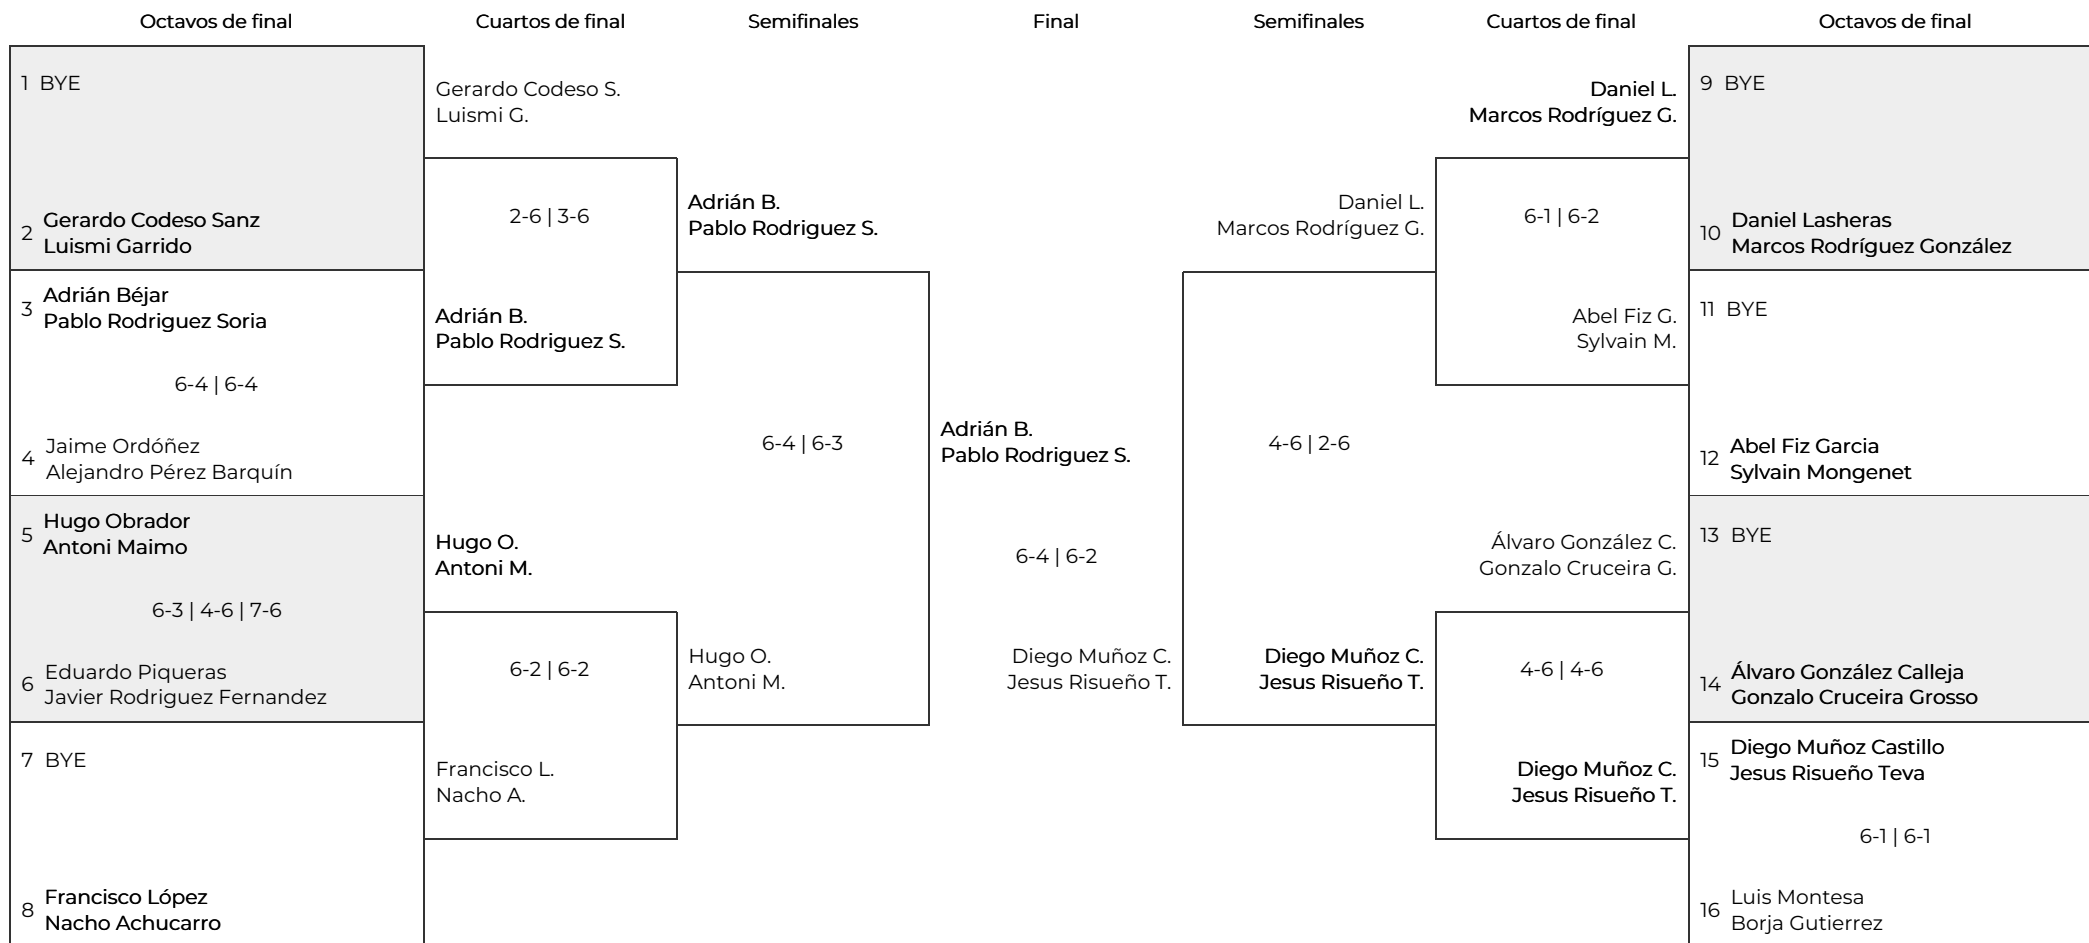 Octavos de final
Cuartos de final
Semifinales
Final
Semifinales
Cuartos de final
Octavos de final
1 BYE
2 Gerardo Codeso Sanz
Luismi Garrido
3 Adrián Béjar
Pablo Rodriguez Soria
6-4 | 6-4
4 Jaime Ordóñez
Alejandro Pérez Barquín
5 Hugo Obrador
Antoni Maimo
6-3 | 4-6 | 7-6
6 Eduardo Piqueras
Javier Rodriguez Fernandez
7 BYE
8 Francisco López
Nacho Achucarro
Gerardo Codeso S.
Luismi G.
2-6 | 3-6
Adrián B.
Pablo Rodriguez S.
Hugo O.
Antoni M.
6-2 | 6-2
Francisco L.
Nacho A.
Adrián B.
Pablo Rodriguez S.
6-4 | 6-3
Hugo O.
Antoni M.
Adrián B.
Pablo Rodriguez S.
6-4 | 6-2
Diego Muñoz C.
Jesus Risueño T.
Daniel L.
Marcos Rodríguez G.
4-6 | 2-6
Diego Muñoz C.
Jesus Risueño T.
Daniel L.
Marcos Rodríguez G.
6-1 | 6-2
Abel Fiz G.
Sylvain M.
Álvaro González C.
Gonzalo Cruceira G.
4-6 | 4-6
Diego Muñoz C.
Jesus Risueño T.
9 BYE
10 Daniel Lasheras
Marcos Rodríguez González
11 BYE
12 Abel Fiz Garcia
Sylvain Mongenet
13 BYE
14 Álvaro González Calleja
Gonzalo Cruceira Grosso
15 Diego Muñoz Castillo
Jesus Risueño Teva
6-1 | 6-1
16 Luis Montesa
Borja Gutierrez